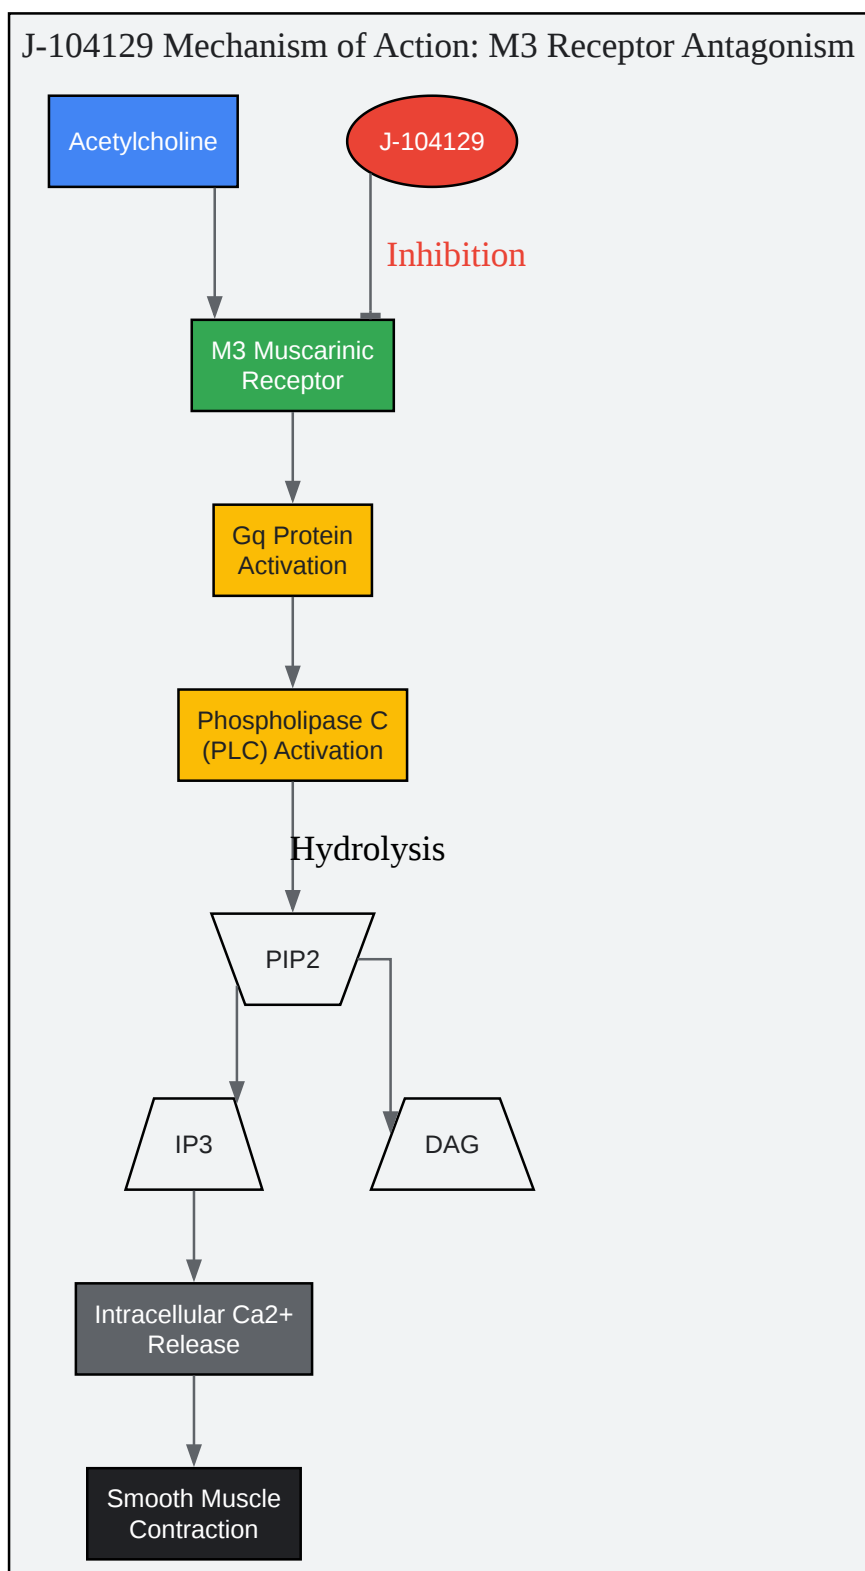 J-104129 Mechanism of Action: M3 Receptor Antagonism
Acetylcholine
J-104129
Inhibition
M3 Muscarinic
Receptor
Gq Protein
Activation
Phospholipase C
(PLC) Activation
Hydrolysis
PIP2
IP3
DAG
Intracellular Ca2+
Release
Smooth Muscle
Contraction